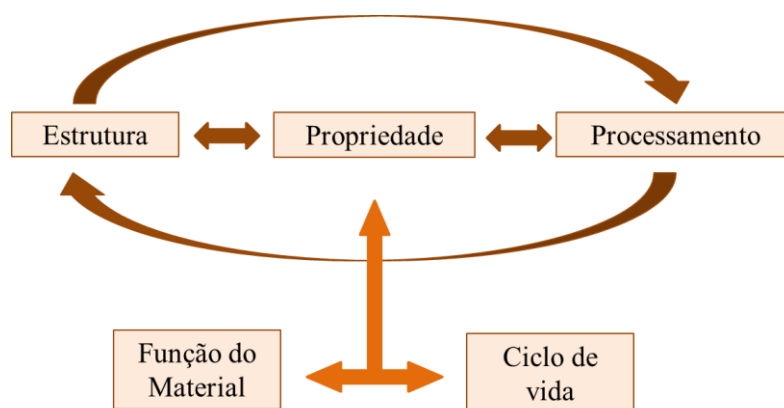 Estrutura
Propriedade
Processamento
Função do
Material
Ciclo de
vida